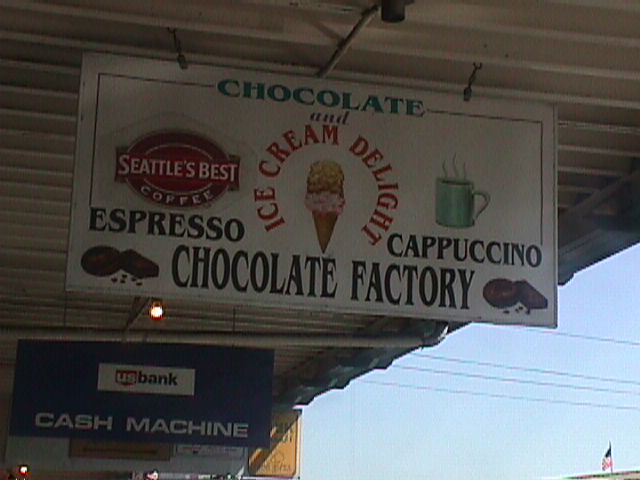 CHOCOLATE
and
ICE CREAM DELIGHT
SEATTLE'S BEST
COFFEE
ESPRESSO
CAPPUCCINO
CHOCOLATE FACTORY
usbank
CASH MACHINE